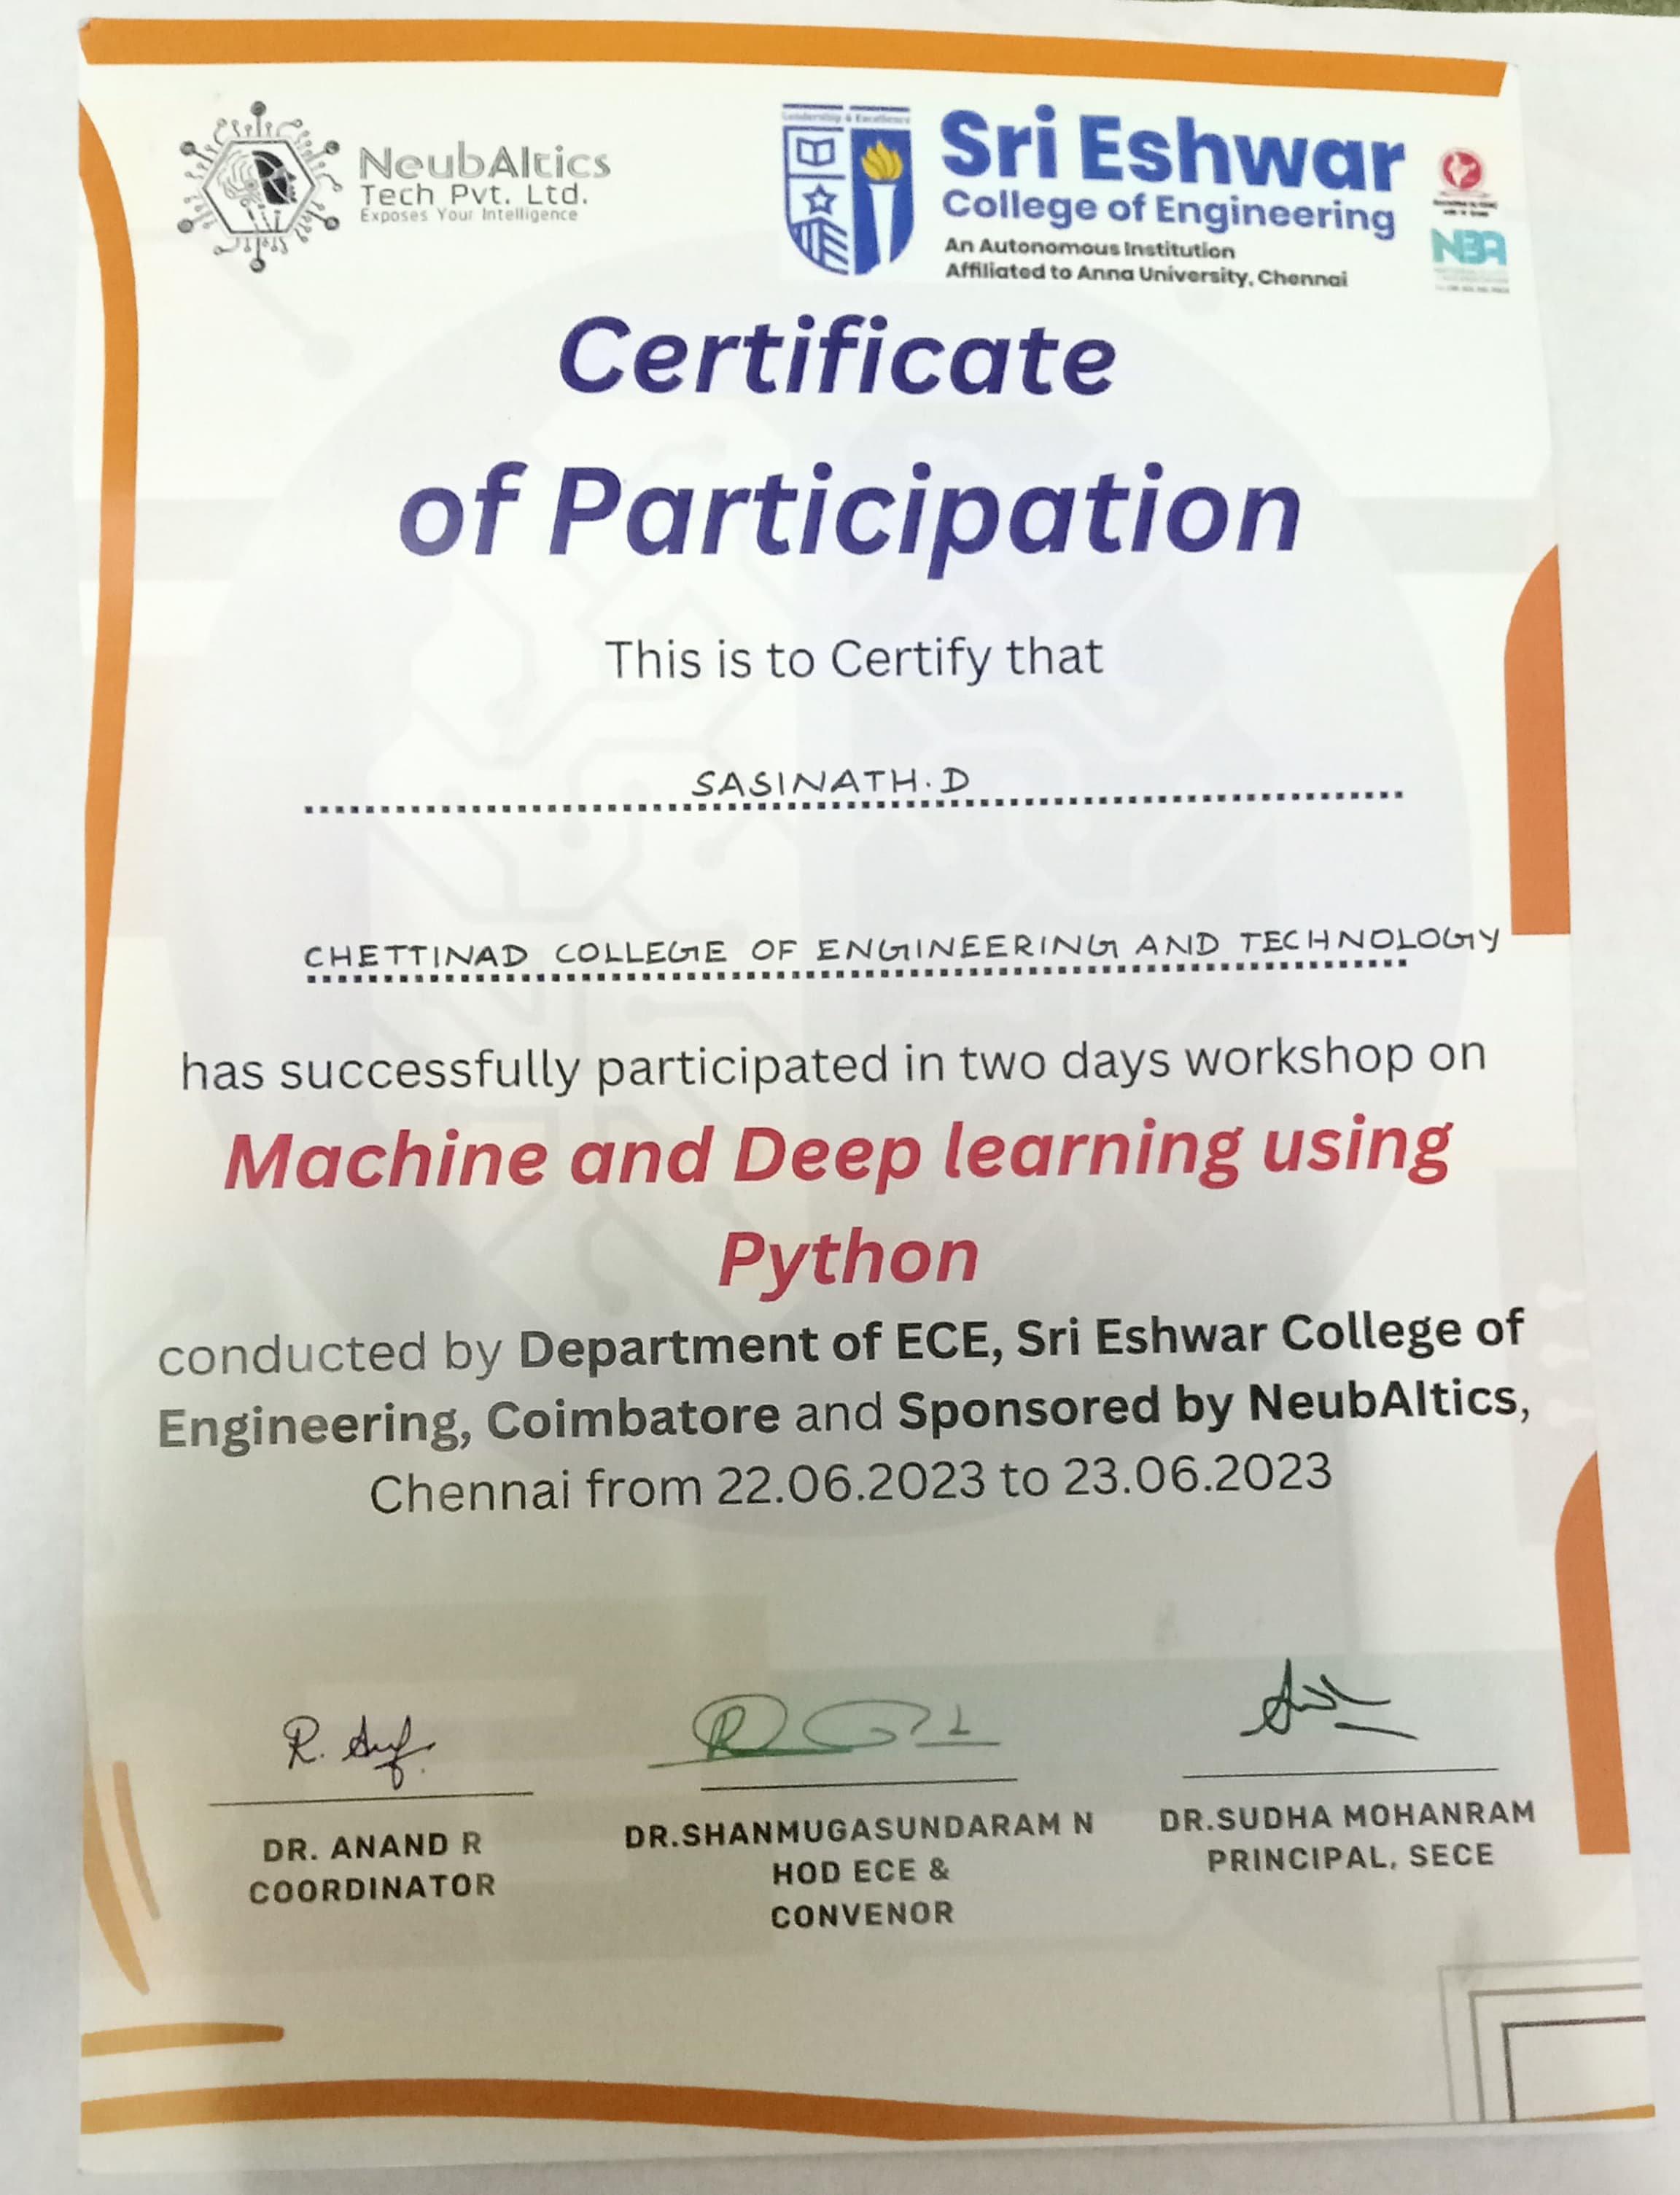 NeubAItics
Tech Pvt. Ltd.
Exposes Your Intelligence
Leadership & Excellence
Sri Eshwar
College of Engineering
An Autonomous Institution
Affiliated to Anna University, Chennai
NBA
Certificate
of Participation
This is to Certify that
SASINATH.D
CHETTINAD COLLEGE OF ENGINEERING AND TECHNOLOGY
has successfully participated in two days workshop on
Machine and Deep learning using
Python
conducted by Department of ECE, Sri Eshwar College of
Engineering, Coimbatore and Sponsored by NeubAItics,
Chennai from 22.06.2023 to 23.06.2023
DR. ANAND R
COORDINATOR
DR.SHANMUGASUNDARAM N
HOD ECE &
CONVENOR
DR.SUDHA MOHANRAM
PRINCIPAL, SECE